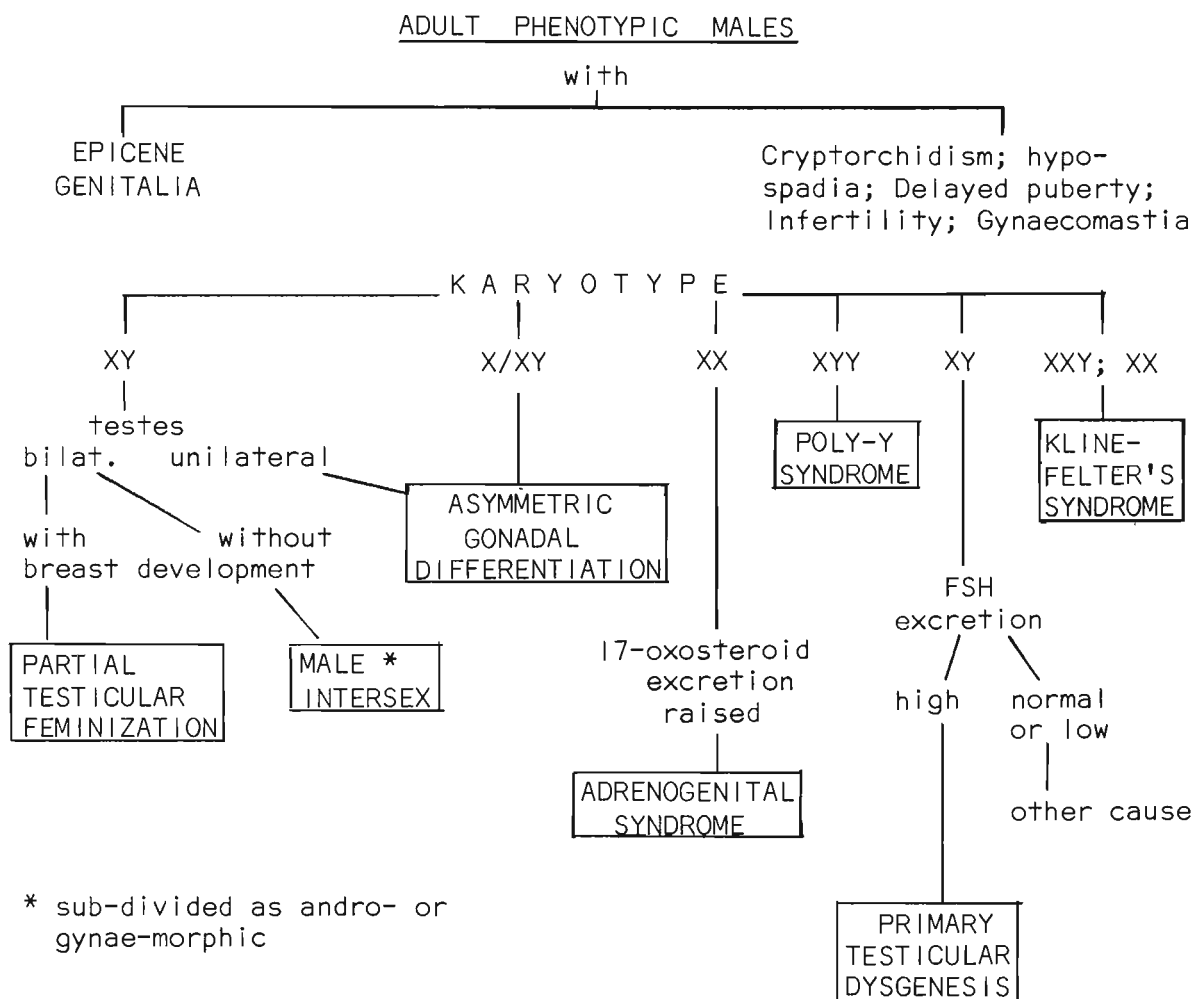 ADULT PHENOTYPIC MALES
with
EPICENE
GENITALIA
Cryptorchidism; hypo-
spadia; Delayed puberty;
Infertility; Gynaecomastia
KARYOTYPE
XY
X/XY
XX
XYY
XY
XXY; XX
testes
bilat. unilateral
with without
breast development
PARTIAL
TESTICULAR
FEMINIZATION
MALE *
INTERSEX
ASYMMETRIC
GONADAL
DIFFERENTIATION
17-oxosteroid
excretion
raised
ADRENOGENITAL
SYNDROME
POLY-Y
SYNDROME
FSH
excretion
high
normal
or low
other cause
PRIMARY
TESTICULAR
DYSGENESIS
KLINE-
FELTER'S
SYNDROME
* sub-divided as andro- or
gynae-morphic